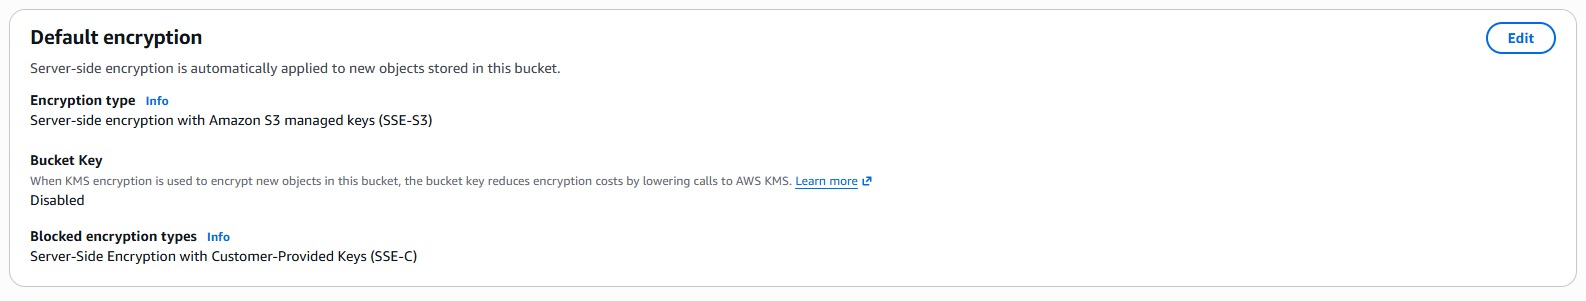 Default encryption
Edit
Server-side encryption is automatically applied to new objects stored in this bucket.
Encryption type Info
Server-side encryption with Amazon S3 managed keys (SSE-S3)
Bucket Key
When KMS encryption is used to encrypt new objects in this bucket, the bucket key reduces encryption costs by lowering calls to AWS KMS. Learn more
Disabled
Blocked encryption types Info
Server-Side Encryption with Customer-Provided Keys (SSE-C)